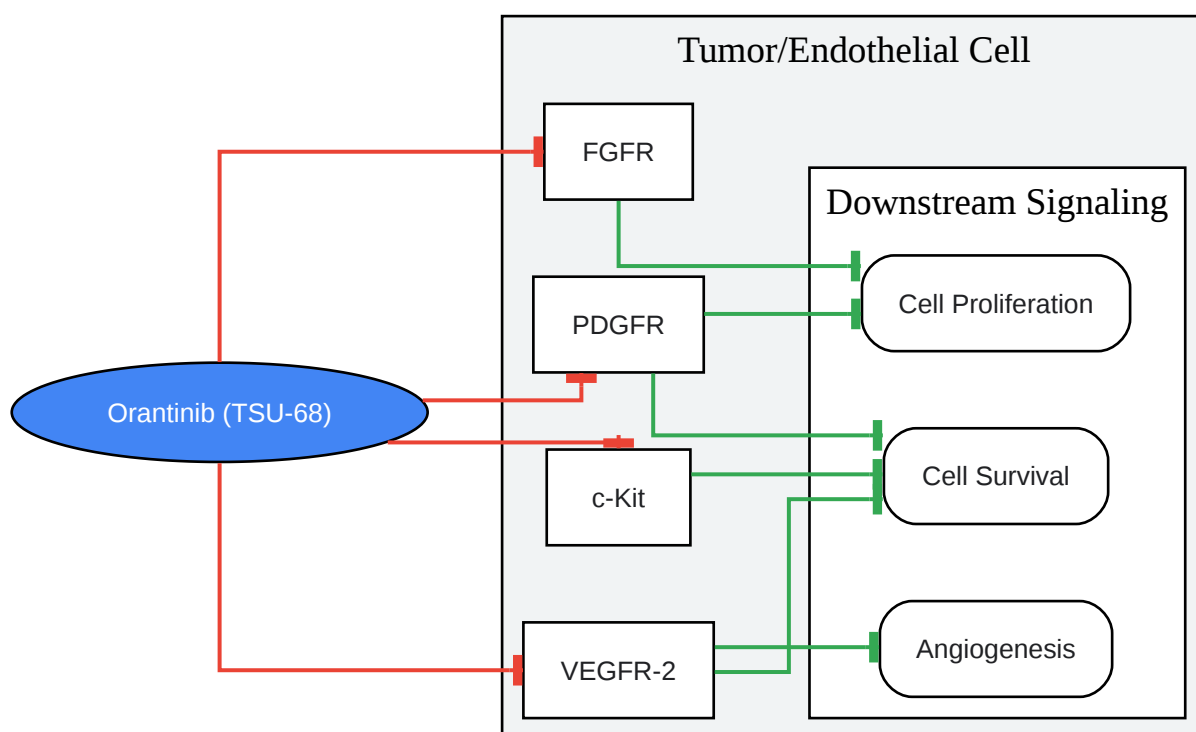 Tumor/Endothelial Cell
FGFR
Downstream Signaling
Cell Proliferation
PDGFR
Orantinib (TSU-68)
c-Kit
Cell Survival
VEGFR-2
Angiogenesis